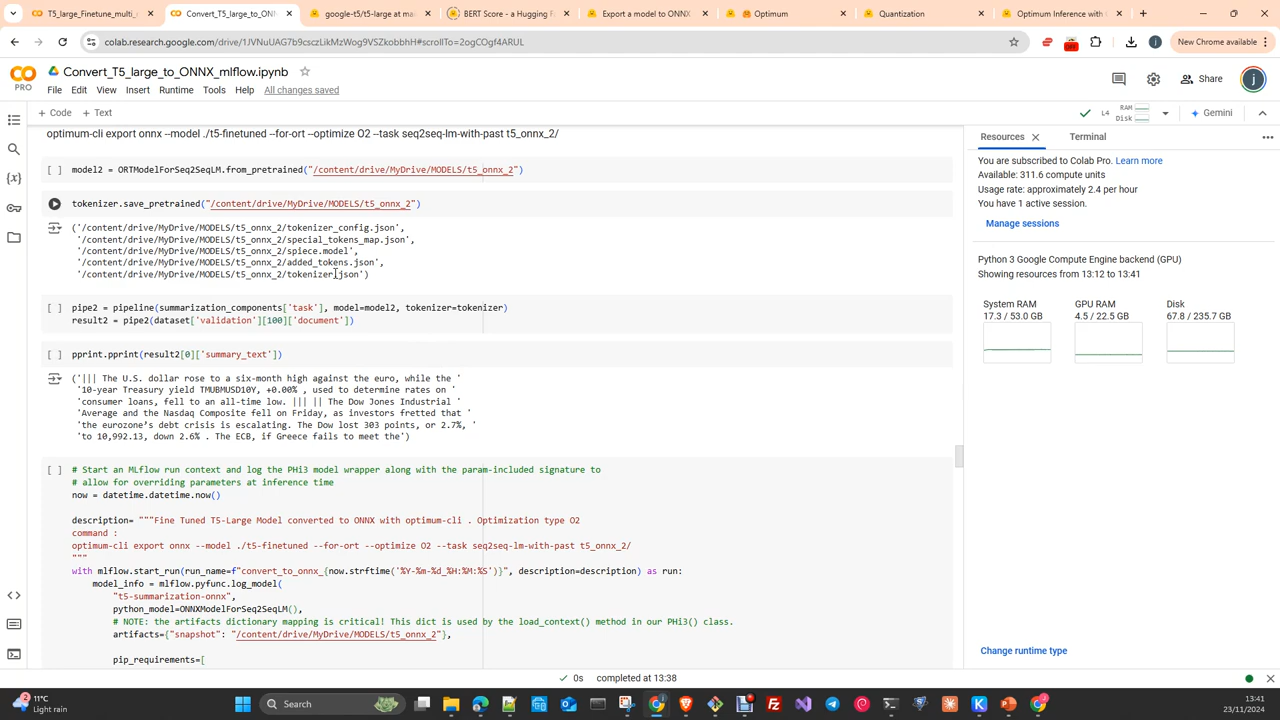 T5_large_Finetune_multi_
Convert_T5_large_to_ONN
google-t5/t5-large at ma
BERT Score - a Hugging F
Export a model to ONNX
Optimum
Quantization
Optimum Inference with O
colab.research.google.com/drive/1JVNuUAG7b9csczLikMzWog9VSZkobbhH#scrollTo=2ogCOgf4ARUL
OFF
New Chrome available
CO
PRO
Convert_T5_large_to_ONNX_mlflow.ipynb
File Edit View Insert Runtime Tools Help All changes saved
Share
j
+ Code + Text
L4
RAM
Disk
Gemini
optimum-cli export onnx --model ./t5-finetuned --for-ort --optimize O2 --task seq2seq-lm-with-past t5_onnx_2/
[ ] model2 = ORTModelForSeq2SeqLM.from_pretrained("/content/drive/MyDrive/MODELS/t5_onnx_2")
tokenizer.save_pretrained("/content/drive/MyDrive/MODELS/t5_onnx_2")
('/content/drive/MyDrive/MODELS/t5_onnx_2/tokenizer_config.json',
'/content/drive/MyDrive/MODELS/t5_onnx_2/special_tokens_map.json',
'/content/drive/MyDrive/MODELS/t5_onnx_2/spiece.model',
'/content/drive/MyDrive/MODELS/t5_onnx_2/added_tokens.json',
'/content/drive/MyDrive/MODELS/t5_onnx_2/tokenizer.json')
[ ] pipe2 = pipeline(summarization_components['task'], model=model2, tokenizer=tokenizer)
result2 = pipe2(dataset['validation'][100]['document'])
[ ] pprint.pprint(result2[0]['summary_text'])
('||| The U.S. dollar rose to a six-month high against the euro, while the '
'10-year Treasury yield TMUBMUSD10Y, +0.00% , used to determine rates on '
'consumer loans, fell to an all-time low. ||| || The Dow Jones Industrial '
'Average and the Nasdaq Composite fell on Friday, as investors fretted that '
'the eurozone's debt crisis is escalating. The Dow lost 303 points, or 2.7%, '
'to 10,992.13, down 2.6% . The ECB, if Greece fails to meet the')
[ ] # Start an MLflow run context and log the PHi3 model wrapper along with the param-included signature to
# allow for overriding parameters at inference time
now = datetime.datetime.now()
description= """Fine Tuned T5-Large Model converted to ONNX with optimum-cli . Optimization type O2
command :
optimum-cli export onnx --model ./t5-finetuned --for-ort --optimize O2 --task seq2seq-lm-with-past t5_onnx_2/
"""
with mlflow.start_run(run_name=f"convert_to_onnx_{now.strftime('%Y-%m-%d_%H:%M:%S')}", description=description) as run:
model_info = mlflow.pyfunc.log_model(
"t5-summarization-onnx",
python_model=ONNXModelForSeq2SeqLM(),
# NOTE: the artifacts dictionary mapping is critical! This dict is used by the load_context() method in our PHi3() class.
artifacts={"snapshot": "/content/drive/MyDrive/MODELS/t5_onnx_2"},
pip_requirements=[
Resources
Terminal
You are subscribed to Colab Pro. Learn more
Available: 311.6 compute units
Usage rate: approximately 2.4 per hour
You have 1 active session.
Manage sessions
Python 3 Google Compute Engine backend (GPU)
Showing resources from 13:12 to 13:41
System RAM
17.3 / 53.0 GB
GPU RAM
4.5 / 22.5 GB
Disk
67.8 / 235.7 GB
Change runtime type
0s completed at 13:38
2
11°C
Light rain
Search
13:41
23/11/2024